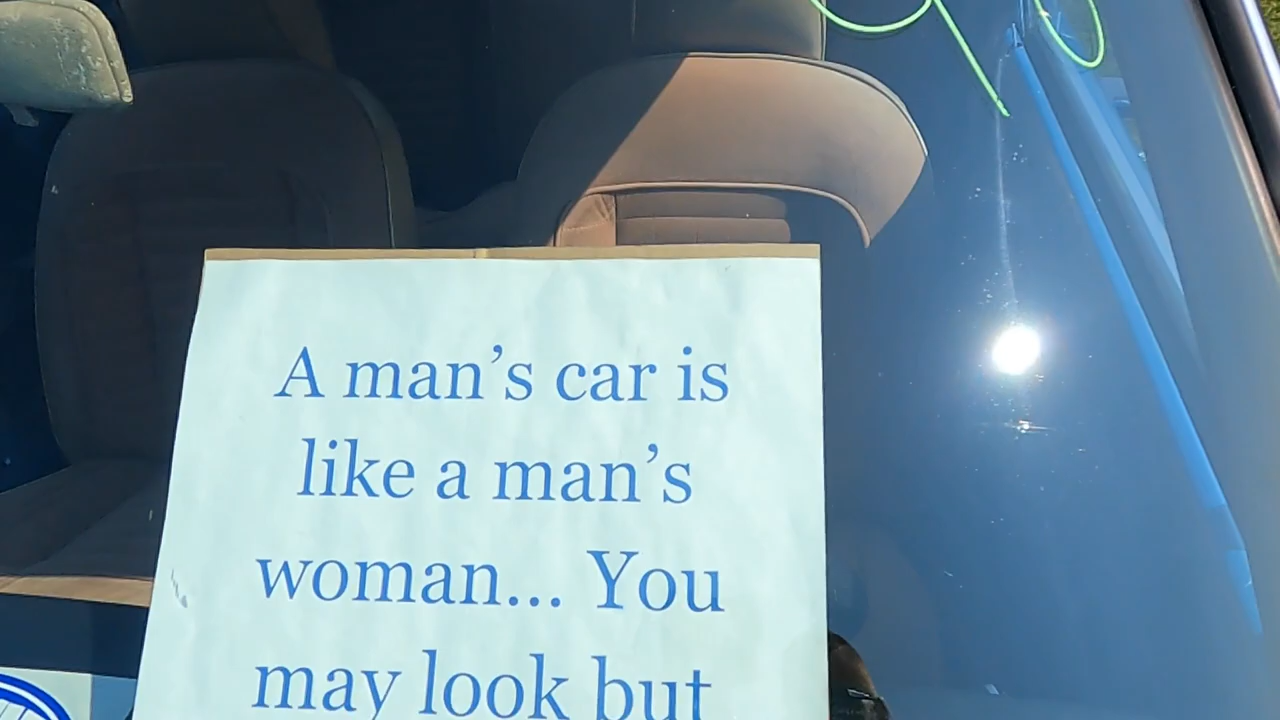 A man’s car is
like a man’s
woman... You
may look but